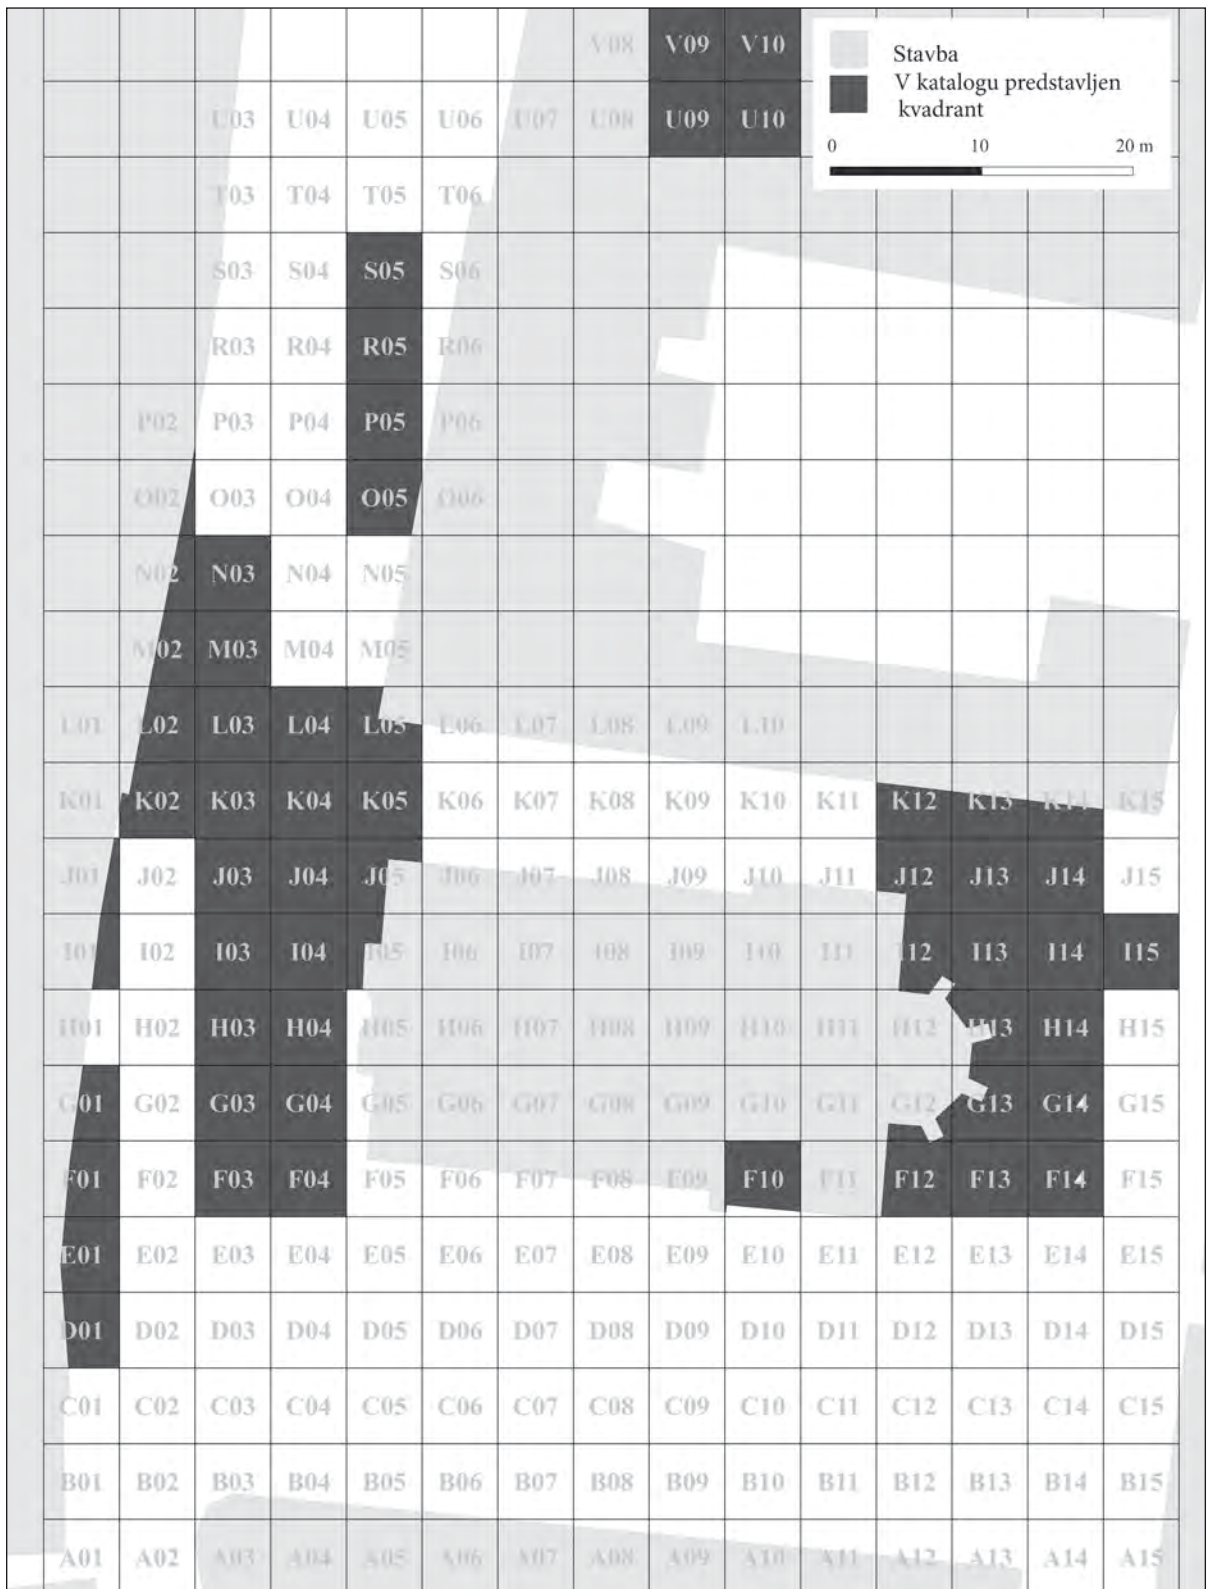 V08 V09 V10
Stavba
V katalogu predstavljen
kvadrant
0 10 20 m
U03 U04 U05 U06 U07 U08 U09 U10
T03 T04 T05 T06
S03 S04 S05 S06
R03 R04 R05 R06
P02 P03 P04 P05 P06
O02 O03 O04 O05 O06
N02 N03 N04 N05
M02 M03 M04 M05
L01 L02 L03 L04 L05 L06 L07 L08 L09 L10
K01 K02 K03 K04 K05 K06 K07 K08 K09 K10 K11 K12 K13 K14 K15
J01 J02 J03 J04 J05 J06 J07 J08 J09 J10 J11 J12 J13 J14 J15
I01 I02 I03 I04 I05 I06 I07 I08 I09 I10 I11 I12 I13 I14 I15
H01 H02 H03 H04 H05 H06 H07 H08 H09 H10 H11 H12 H13 H14 H15
G01 G02 G03 G04 G05 G06 G07 G08 G09 G10 G11 G12 G13 G14 G15
F01 F02 F03 F04 F05 F06 F07 F08 F09 F10 F11 F12 F13 F14 F15
E01 E02 E03 E04 E05 E06 E07 E08 E09 E10 E11 E12 E13 E14 E15
D01 D02 D03 D04 D05 D06 D07 D08 D09 D10 D11 D12 D13 D14 D15
C01 C02 C03 C04 C05 C06 C07 C08 C09 C10 C11 C12 C13 C14 C15
B01 B02 B03 B04 B05 B06 B07 B08 B09 B10 B11 B12 B13 B14 B15
A01 A02 A03 A04 A05 A06 A07 A08 A09 A10 A11 A12 A13 A14 A15